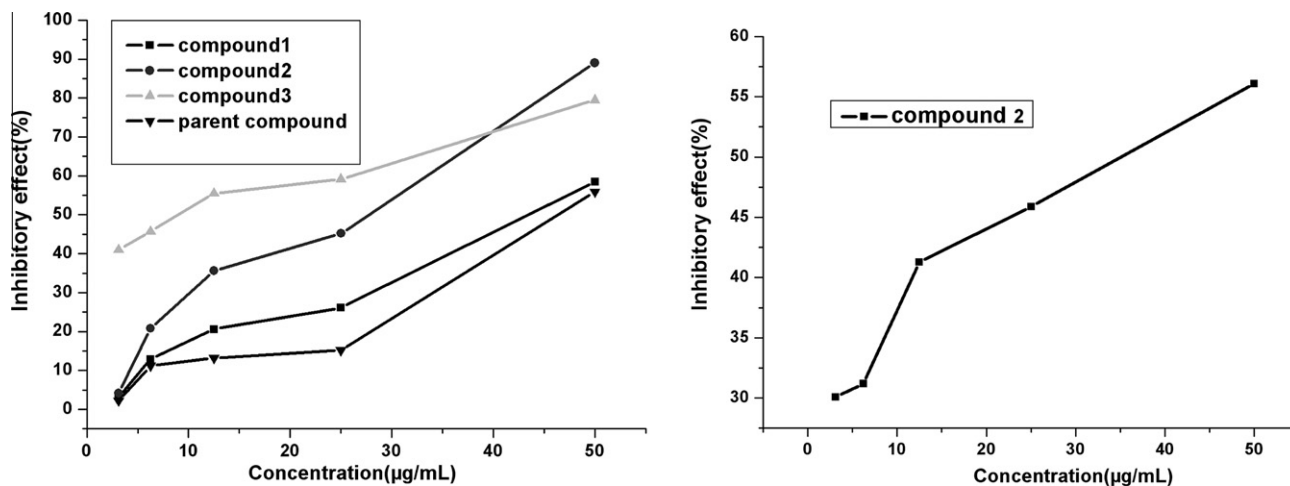 100
90
80
70
60
50
40
30
20
10
0
Inhibitory effect(%)
compound1
compound2
compound3
parent compound
0 10 20 30 40 50
Concentration(µg/mL)
60
55
50
45
40
35
30
Inhibitory effect(%)
compound 2
0 10 20 30 40 50
Concentration(µg/mL)